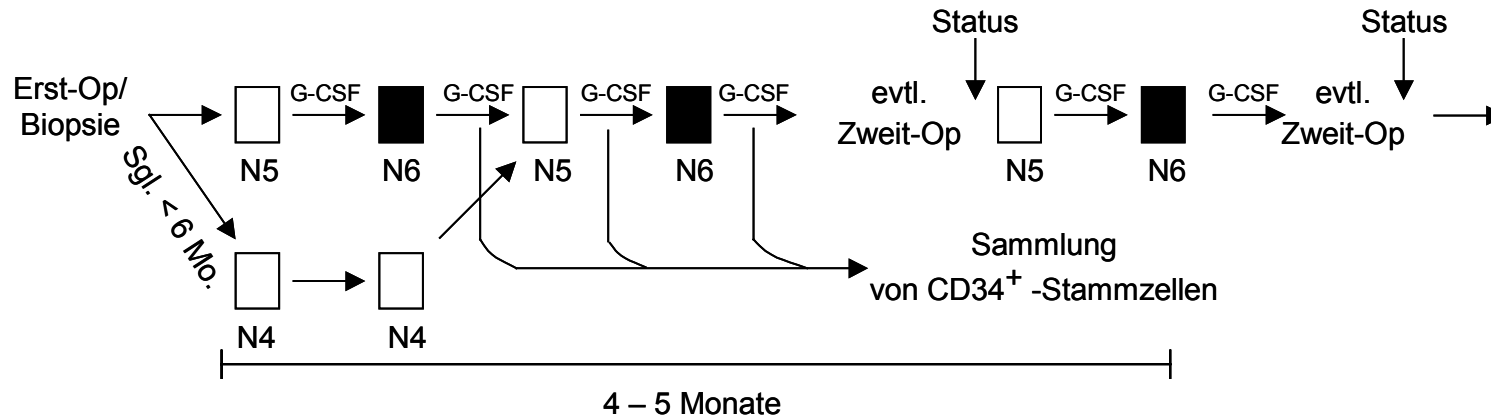 Status
Status
Erst-Op/
Biopsie
G-CSF
G-CSF
G-CSF
G-CSF
evtl.
Zweit-Op
G-CSF
G-CSF
evtl.
Zweit-Op
N5
N6
N5
N6
N5
N6
Sgl. < 6 Mo.
Sammlung
von CD34+ -Stammzellen
N4
N4
4 – 5 Monate